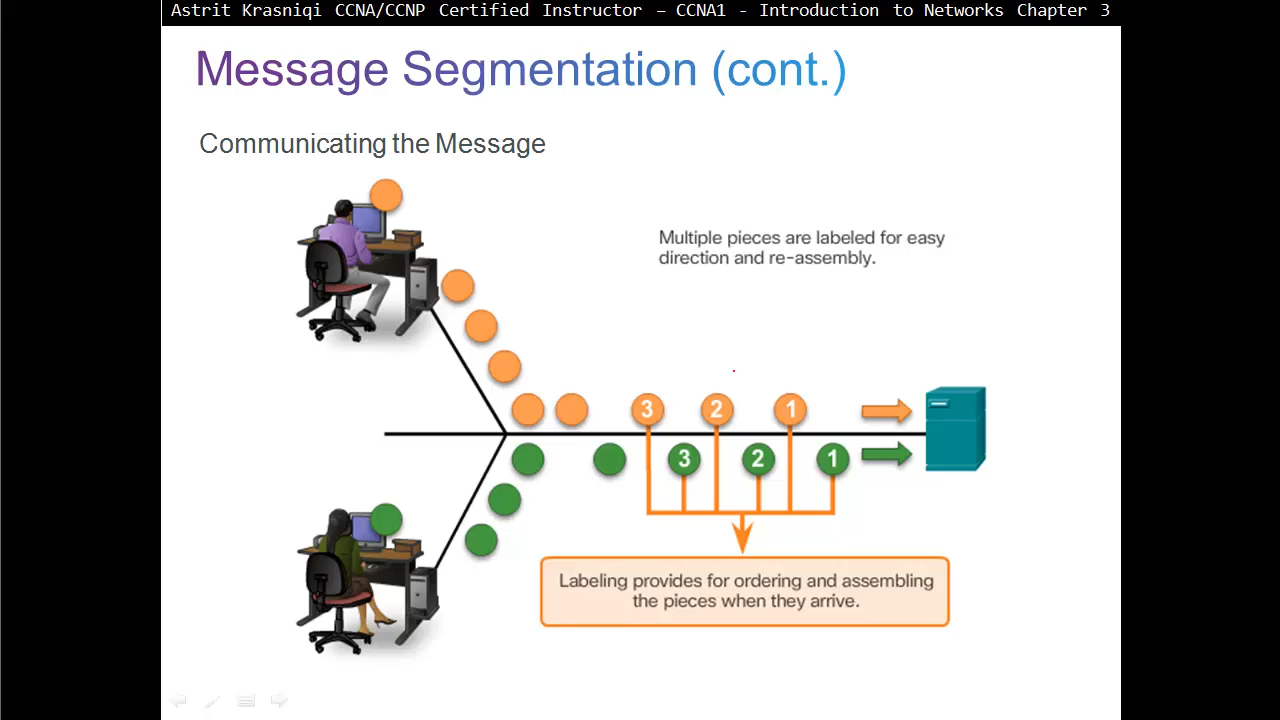 Astrit Krasniqi CCNA/CCNP Certified Instructor – CCNA1 - Introduction to Networks Chapter 3
Message Segmentation (cont.)
Communicating the Message
Multiple pieces are labeled for easy
direction and re-assembly.
3 2 1
3 2 1
Labeling provides for ordering and assembling
the pieces when they arrive.